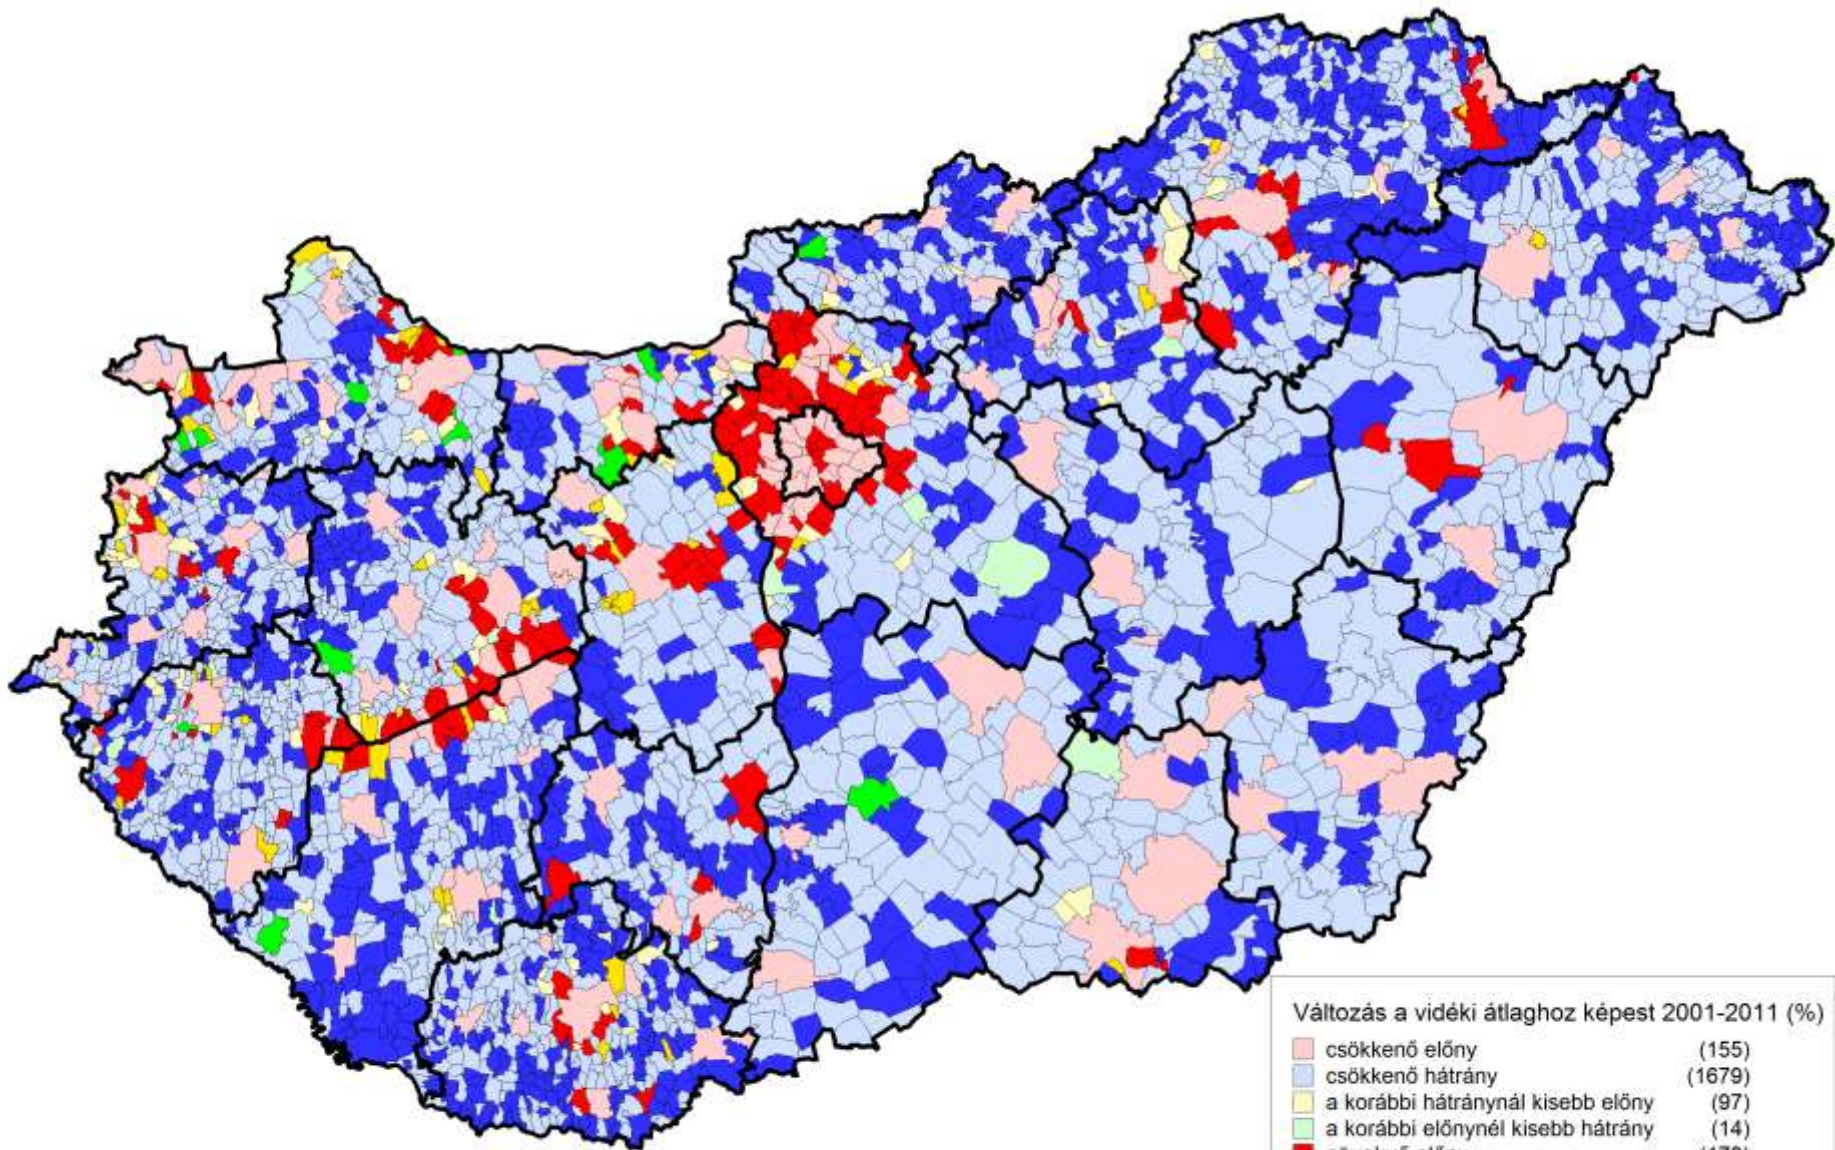 Változás a vidéki átlaghoz képest 2001-2011 (%)
csökkenő előny (155)
csökkenő hátrány (1679)
a korábbi hátránynál kisebb előny (97)
a korábbi előnynél kisebb hátrány (14)